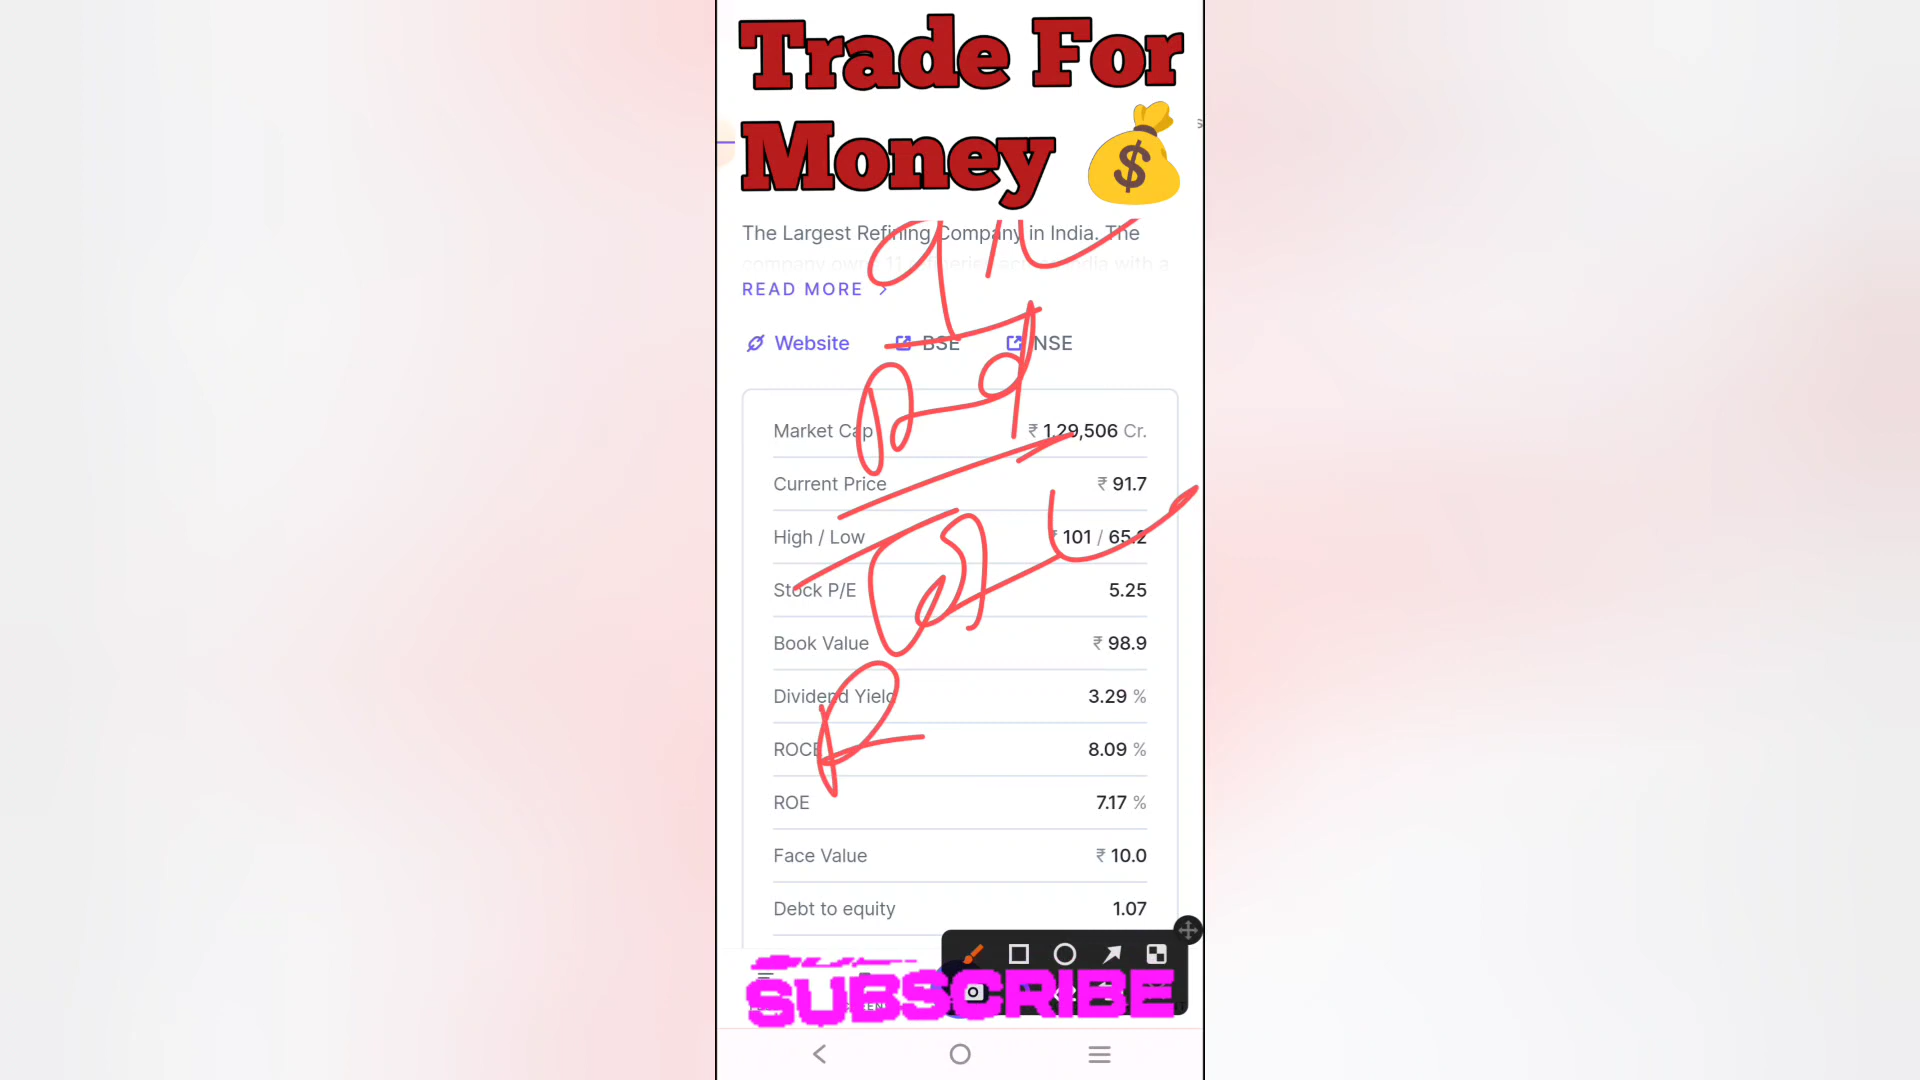 Trade For
Money
The Largest Refining Company in India. The
READ MORE
Website BSE NSE
Market Cap ₹ 1,29,506 Cr.
Current Price ₹ 91.7
High / Low ₹ 101 / 65.2
Stock P/E 5.25
Book Value ₹ 98.9
Dividend Yield 3.29 %
ROCE 8.09 %
ROE 7.17 %
Face Value ₹ 10.0
Debt to equity 1.07
SUBSCRIBE